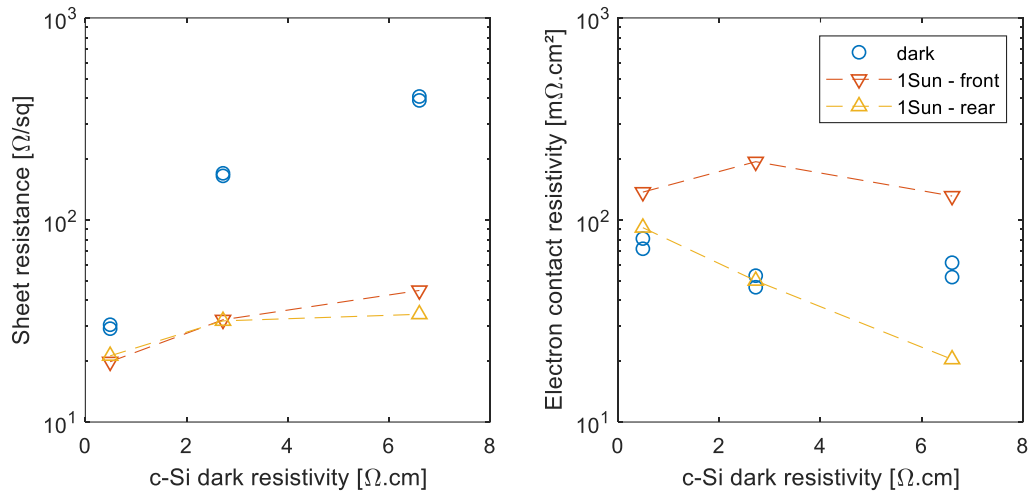 10³
10²
10¹
Sheet resistance [Ω/sq]
0 2 4 6 8
c-Si dark resistivity [Ω.cm]
10³
10²
10¹
Electron contact resistivity [mΩ.cm²]
dark
1Sun - front
1Sun - rear
0 2 4 6 8
c-Si dark resistivity [Ω.cm]